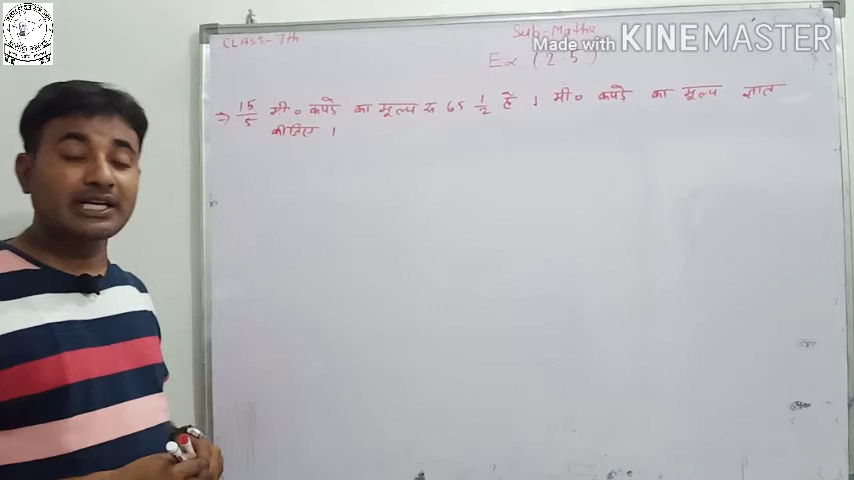 CLASS-7th
Sub-Maths
Made with KINEMASTER
Ex (2.5)
→ 15/5 मी० कपड़े का मूल्य रु 65 1/2 है 1 मी० कपड़े का मूल्य ज्ञात
कीजिए ।